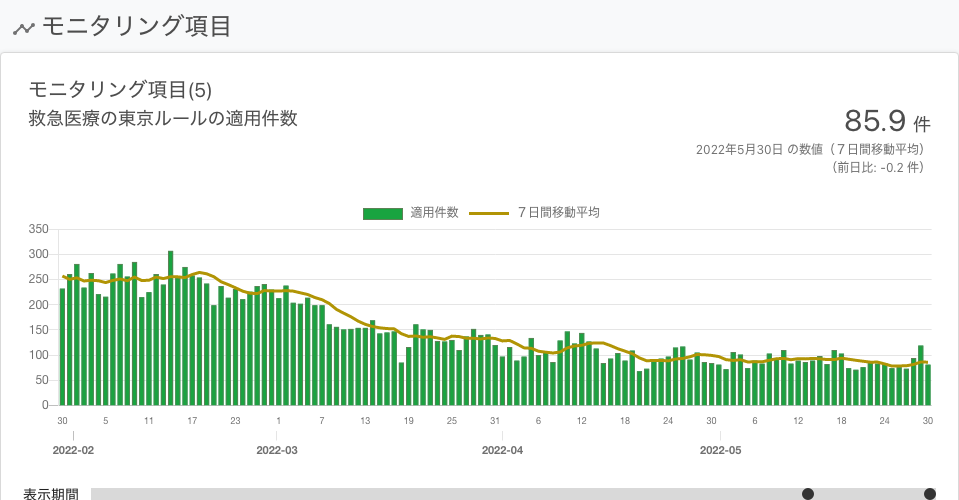 モニタリング項目
モニタリング項目(5)
救急医療の東京ルールの適用件数
85.9 件
2022年5月30日 の数値（７日間移動平均）
（前日比: -0.2 件）
適用件数 ７日間移動平均
350
300
250
200
150
100
50
0
30 5 11 17 23 1 7 13 19 25 31 6 12 18 24 30 6 12 18 24 30
2022-02 2022-03 2022-04 2022-05
表示期間